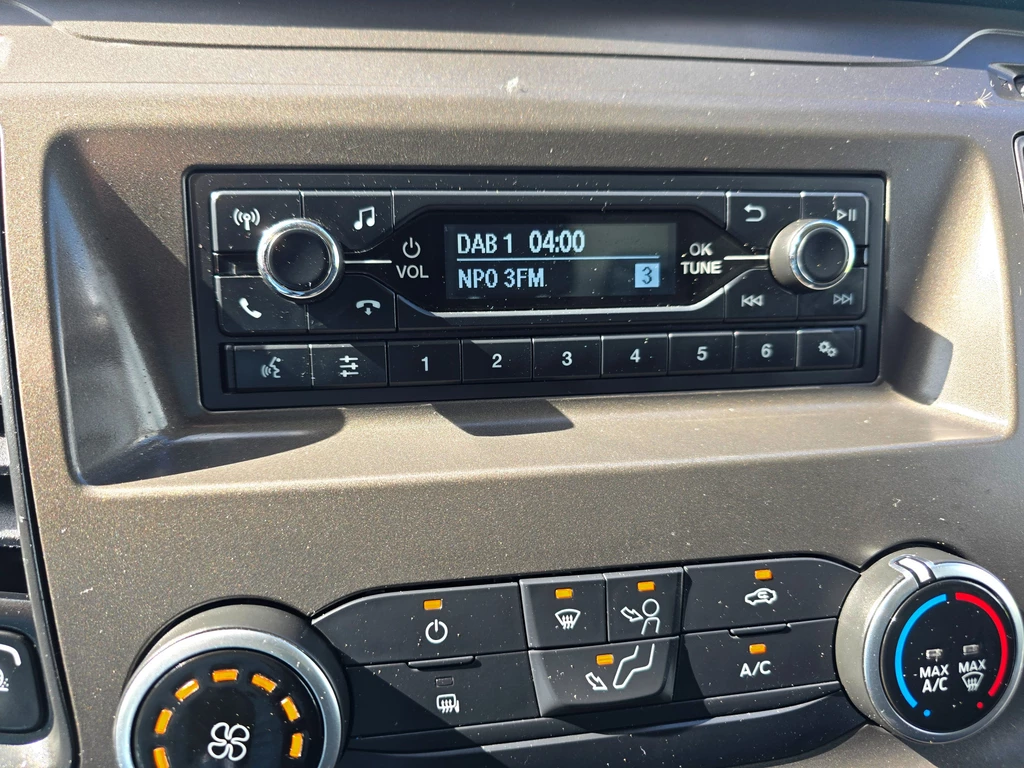 DAB 1 04:00
NPO 3FM 3
VOL
OK
TUNE
1 2 3 4 5 6
A/C
MAX
A/C
MAX